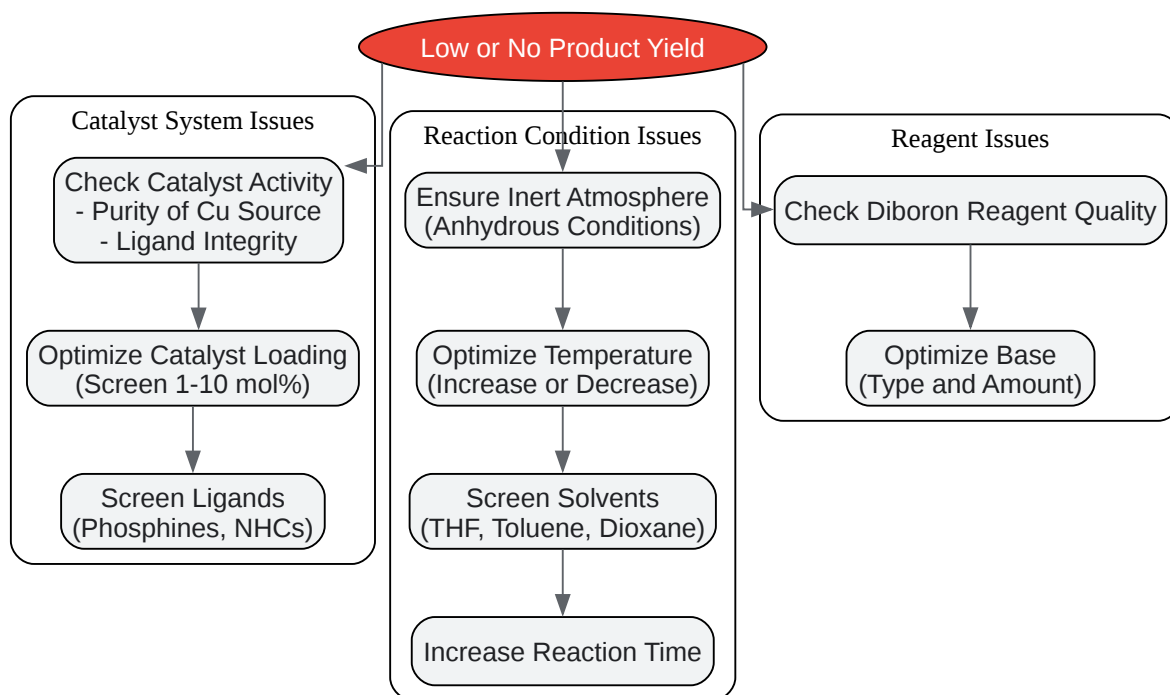 Low or No Product Yield
Catalyst System Issues
Check Catalyst Activity
- Purity of Cu Source
- Ligand Integrity
Optimize Catalyst Loading
(Screen 1-10 mol%)
Screen Ligands
(Phosphines, NHCs)
Reaction Condition Issues
Ensure Inert Atmosphere
(Anhydrous Conditions)
Optimize Temperature
(Increase or Decrease)
Screen Solvents
(THF, Toluene, Dioxane)
Increase Reaction Time
Reagent Issues
Check Diboron Reagent Quality
Optimize Base
(Type and Amount)